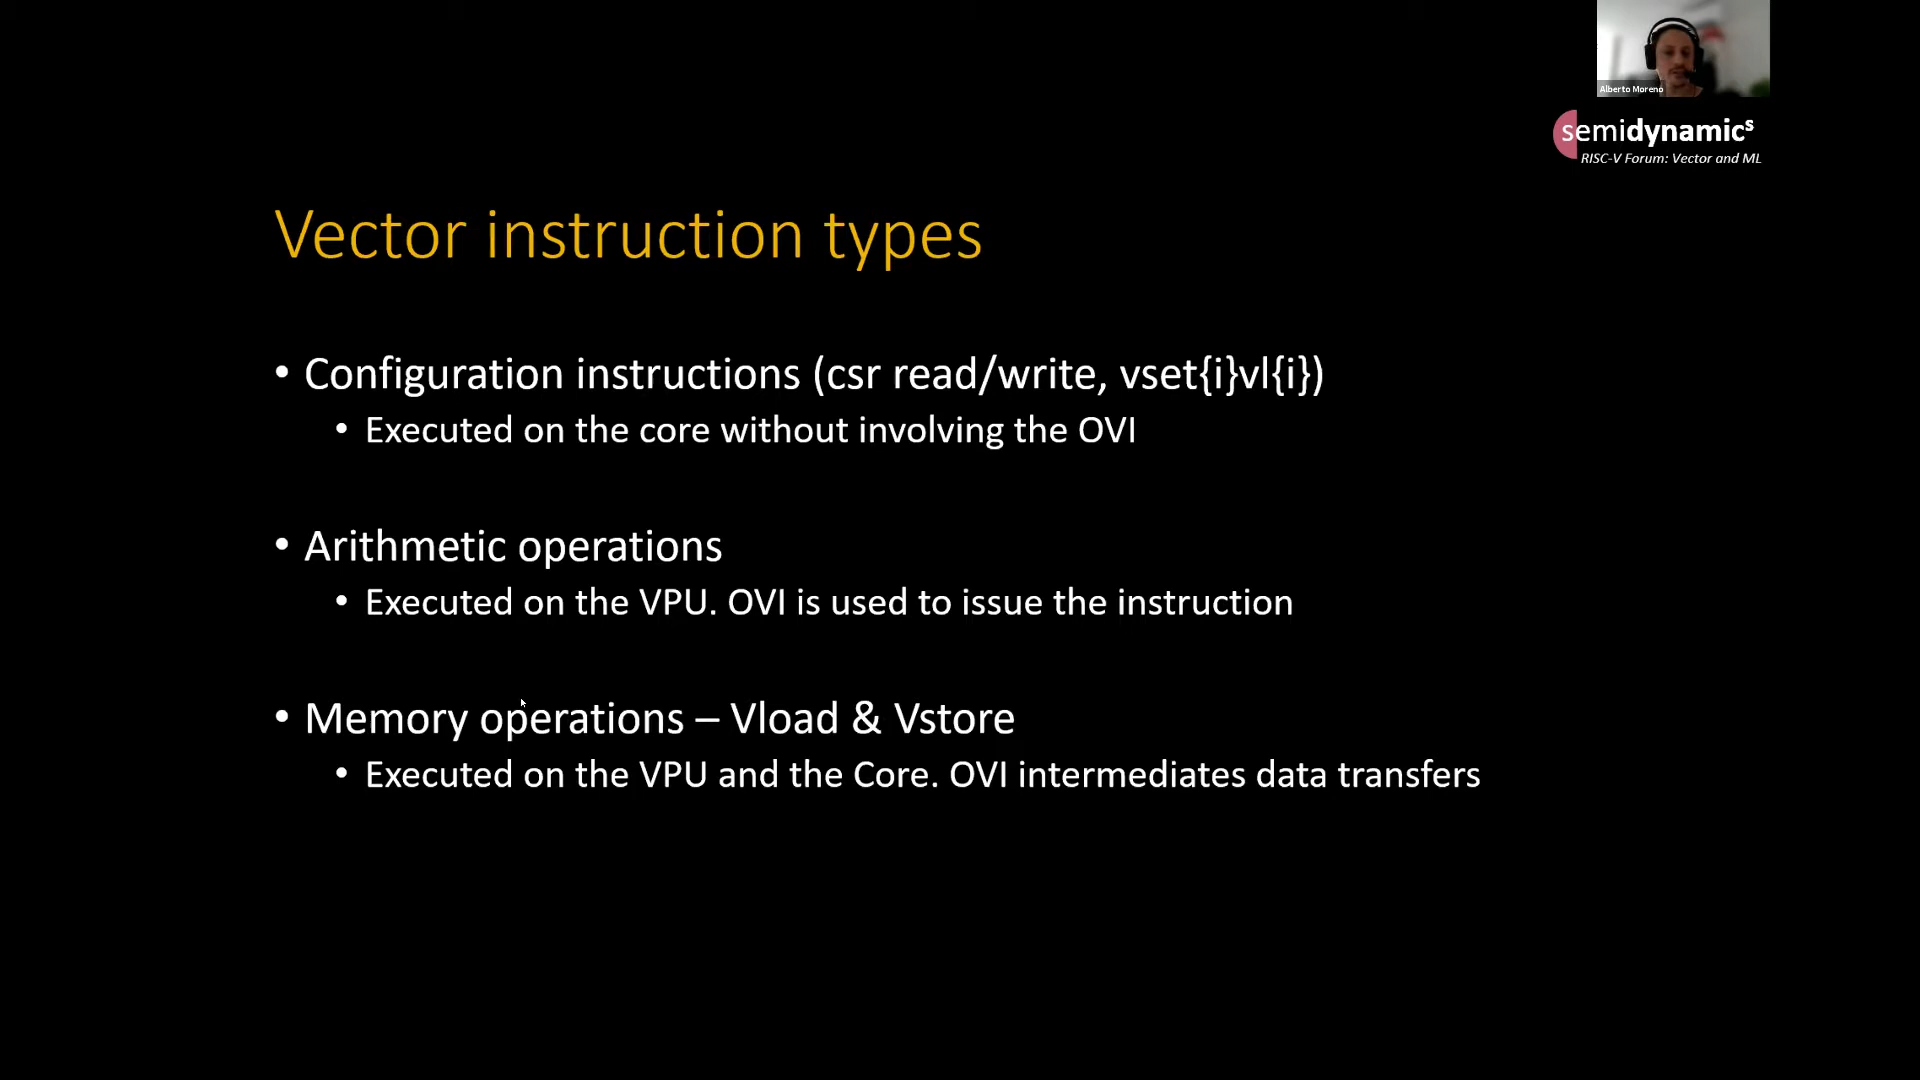 Alberto Moreno
semidynamics
RISC-V Forum: Vector and ML
Vector instruction types
• Configuration instructions (csr read/write, vset{i}vl{i})
• Executed on the core without involving the OVI
• Arithmetic operations
• Executed on the VPU. OVI is used to issue the instruction
• Memory operations – Vload & Vstore
• Executed on the VPU and the Core. OVI intermediates data transfers